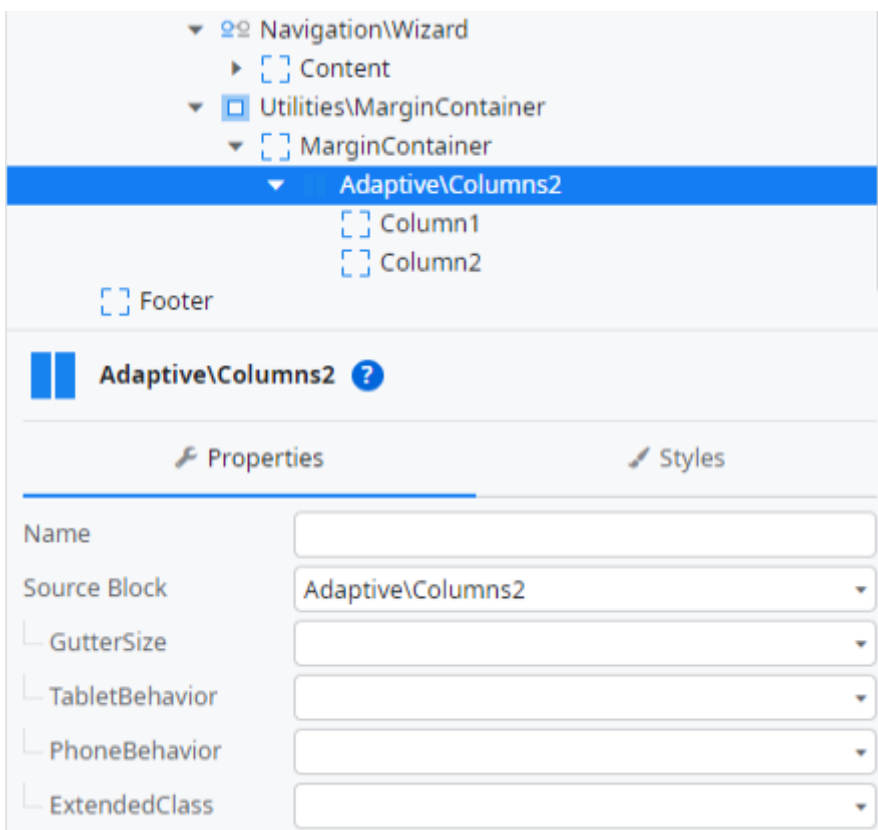 Navigation\Wizard
Content
Utilities\MarginContainer
MarginContainer
Adaptive\Columns2
Column1
Column2
Footer
Adaptive\Columns2 ?
Properties Styles
Name
Source Block Adaptive\Columns2
GutterSize
TabletBehavior
PhoneBehavior
ExtendedClass